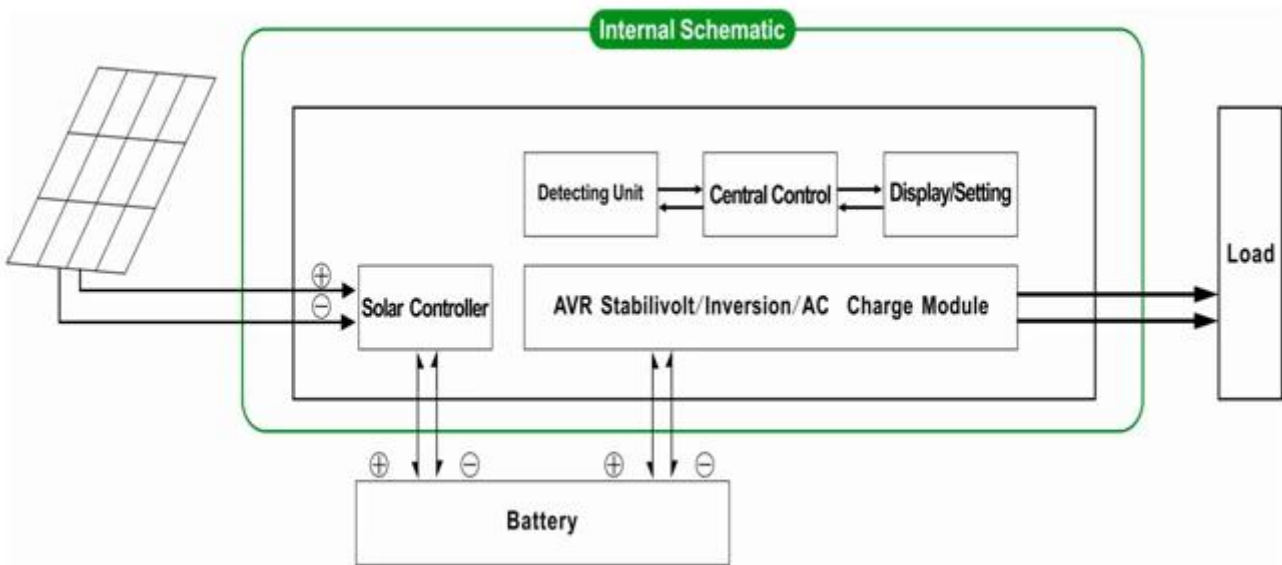 Internal Schematic
Detecting Unit
Central Control
Display/Setting
⊕
⊖
Solar Controller
AVR Stabilivolt/Inversion/AC Charge Module
Load
⊕ ⊖ ⊕ ⊖
Battery